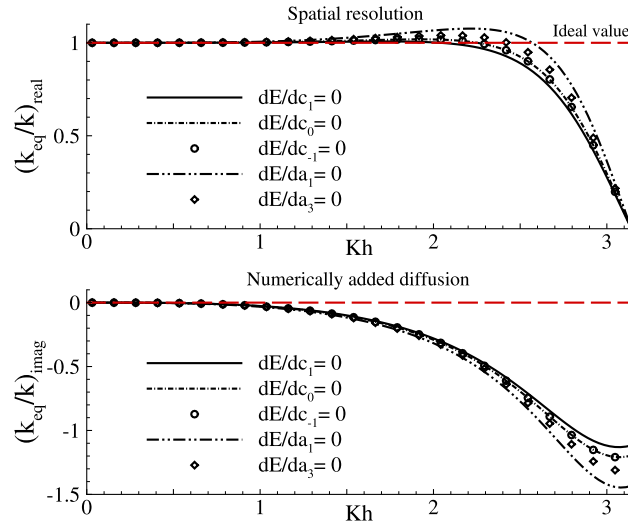 Spatial resolution
Ideal value
1
0.5
0
(k_eq/k)_real
dE/dc_1= 0
dE/dc_0= 0
dE/dc_-1= 0
dE/da_1= 0
dE/da_3= 0
0 1 2 3
Kh
Numerically added diffusion
0
-0.5
-1
-1.5
(k_eq/k)_imag
dE/dc_1= 0
dE/dc_0= 0
dE/dc_-1= 0
dE/da_1= 0
dE/da_3= 0
0 1 2 3
Kh